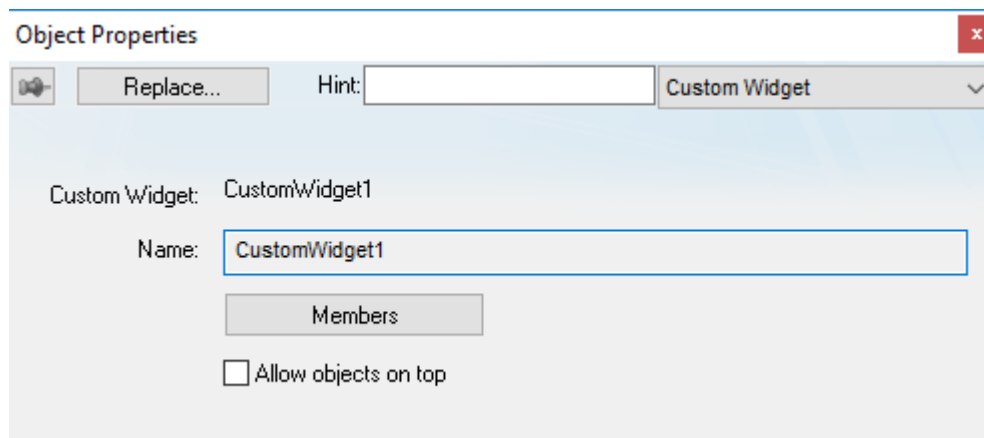 Object Properties
x
Replace... Hint: Custom Widget
Custom Widget: CustomWidget1
Name: CustomWidget1
Members
Allow objects on top